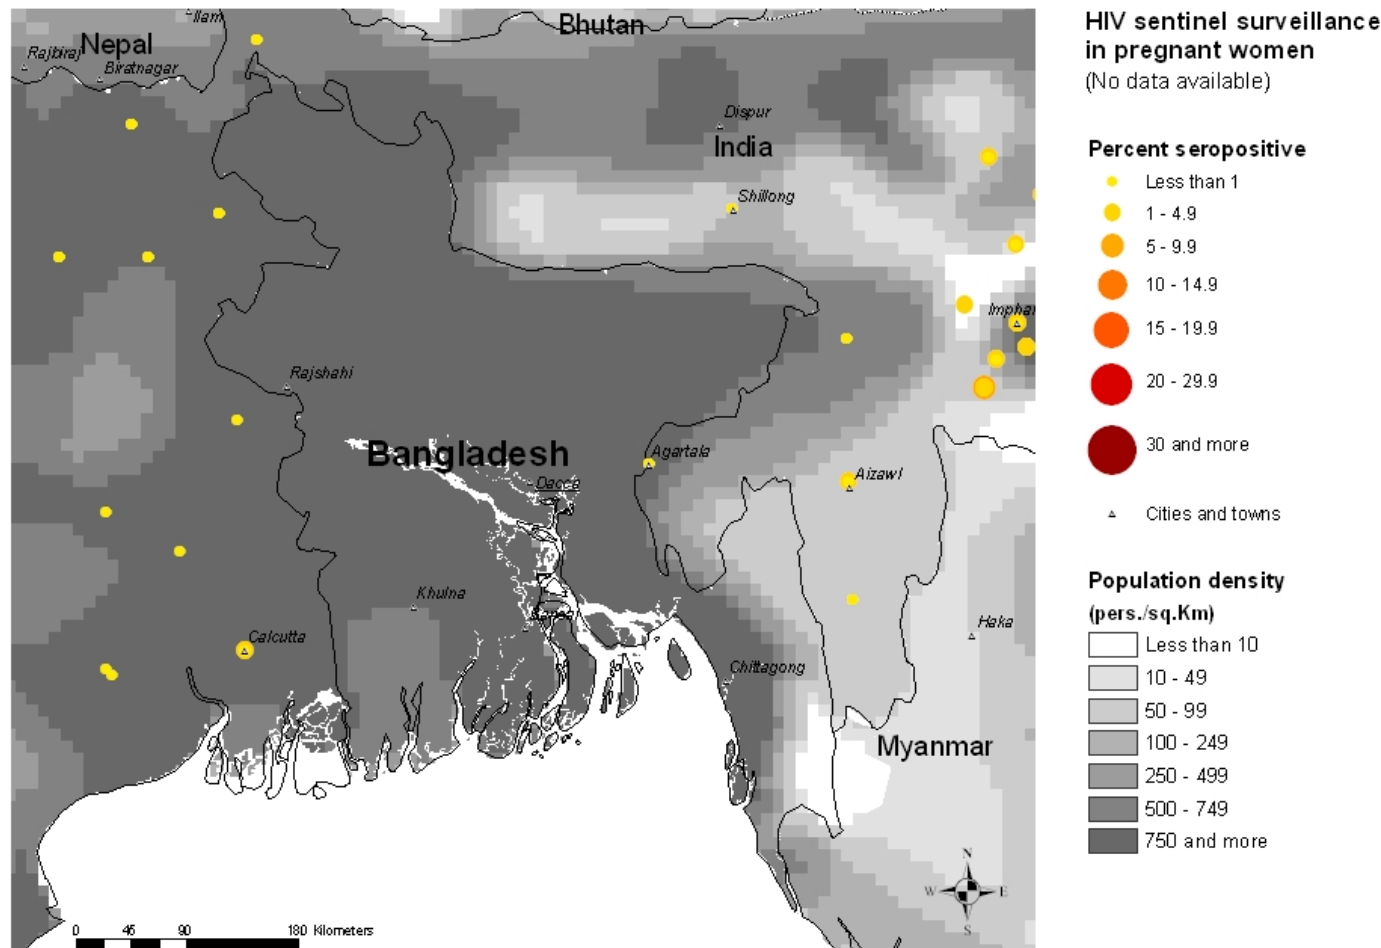 HIV sentinel surveillance
in pregnant women
(No data available)
Percent seropositive
Less than 1
1 - 4.9
5 - 9.9
10 - 14.9
15 - 19.9
20 - 29.9
30 and more
Cities and towns
Population density
(pers./sq.Km)
Less than 10
10 - 49
50 - 99
100 - 249
250 - 499
500 - 749
750 and more
Ilam
Bhutan
Nepal
Rajbiraj
Biratnagar
Dispur
India
Shillong
Imphal
Rajshahi
Bangladesh
Agartala
Dacca
Aizawl
Khulna
Calcutta
Haka
Chittagong
Myanmar
N
W E
S
0 45 90 180 Kilometers